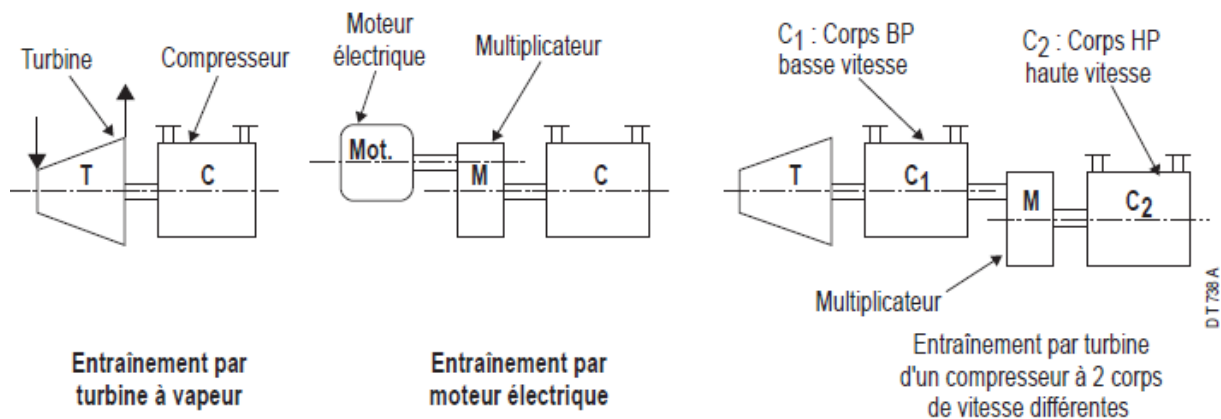 Turbine
Compresseur
T
C
Entraînement par
turbine à vapeur
Moteur
électrique
Multiplicateur
Mot.
M
C
Entraînement par
moteur électrique
C1 : Corps BP
basse vitesse
C2 : Corps HP
haute vitesse
T
C1
M
C2
Multiplicateur
Entraînement par turbine
d'un compresseur à 2 corps
de vitesse différentes
D T 738 A